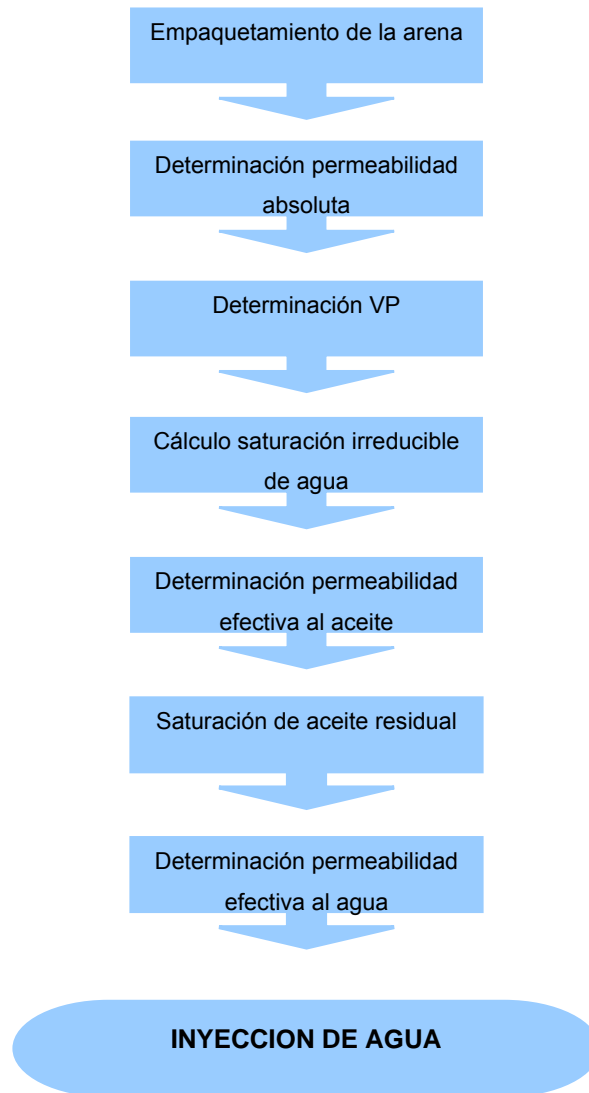 Empaquetamiento de la arena
Determinación permeabilidad
absoluta
Determinación VP
Cálculo saturación irreducible
de agua
Determinación permeabilidad
efectiva al aceite
Saturación de aceite residual
Determinación permeabilidad
efectiva al agua
INYECCION DE AGUA